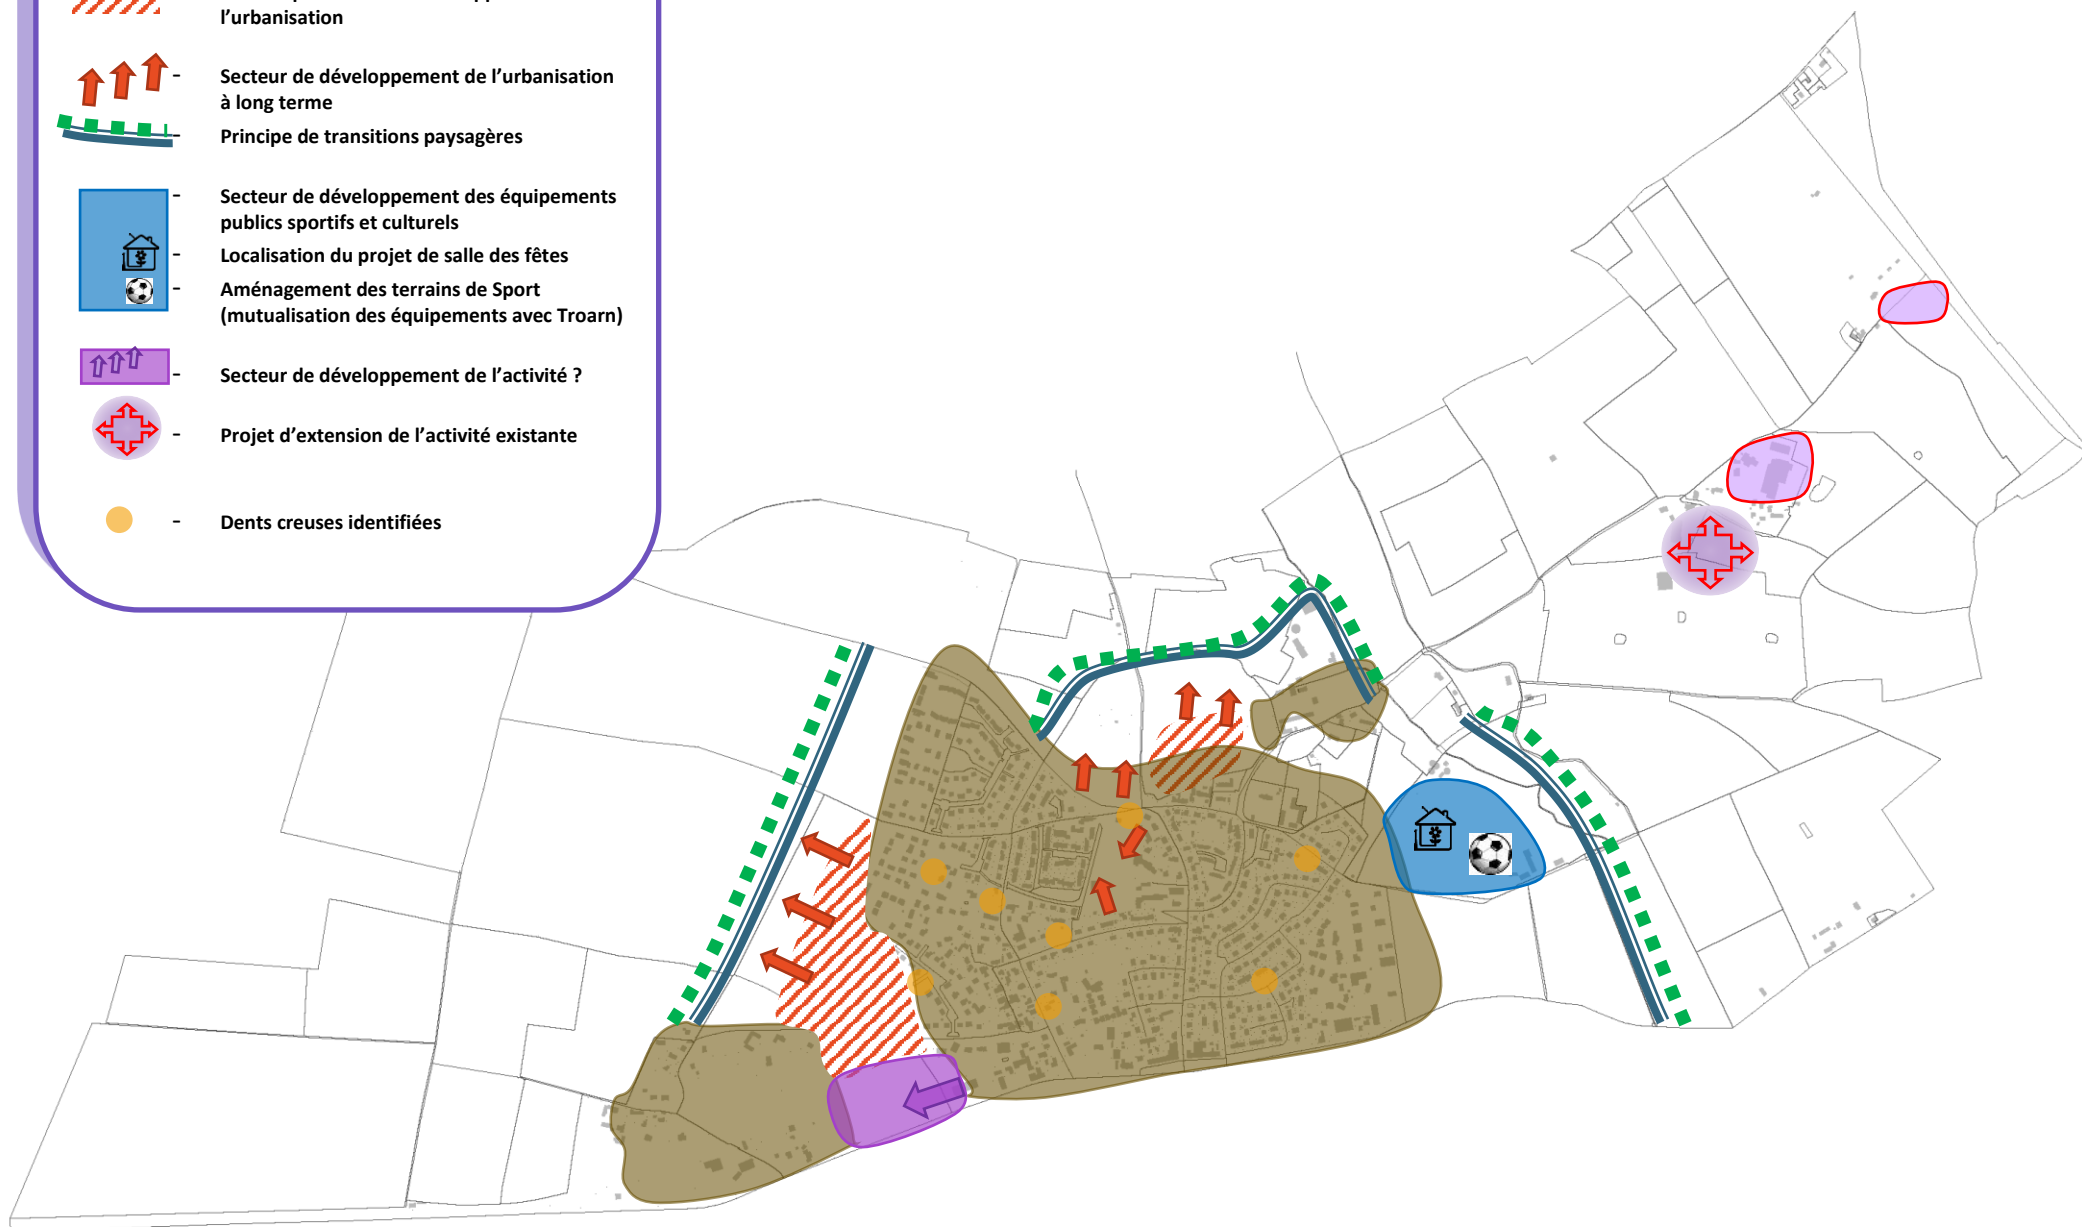 l'urbanisation
- Secteur de développement de l'urbanisation
à long terme
- Principe de transitions paysagères
- Secteur de développement des équipements
publics sportifs et culturels
- Localisation du projet de salle des fêtes
- Aménagement des terrains de Sport
(mutualisation des équipements avec Troarn)
- Secteur de développement de l'activité ?
- Projet d'extension de l'activité existante
- Dents creuses identifiées